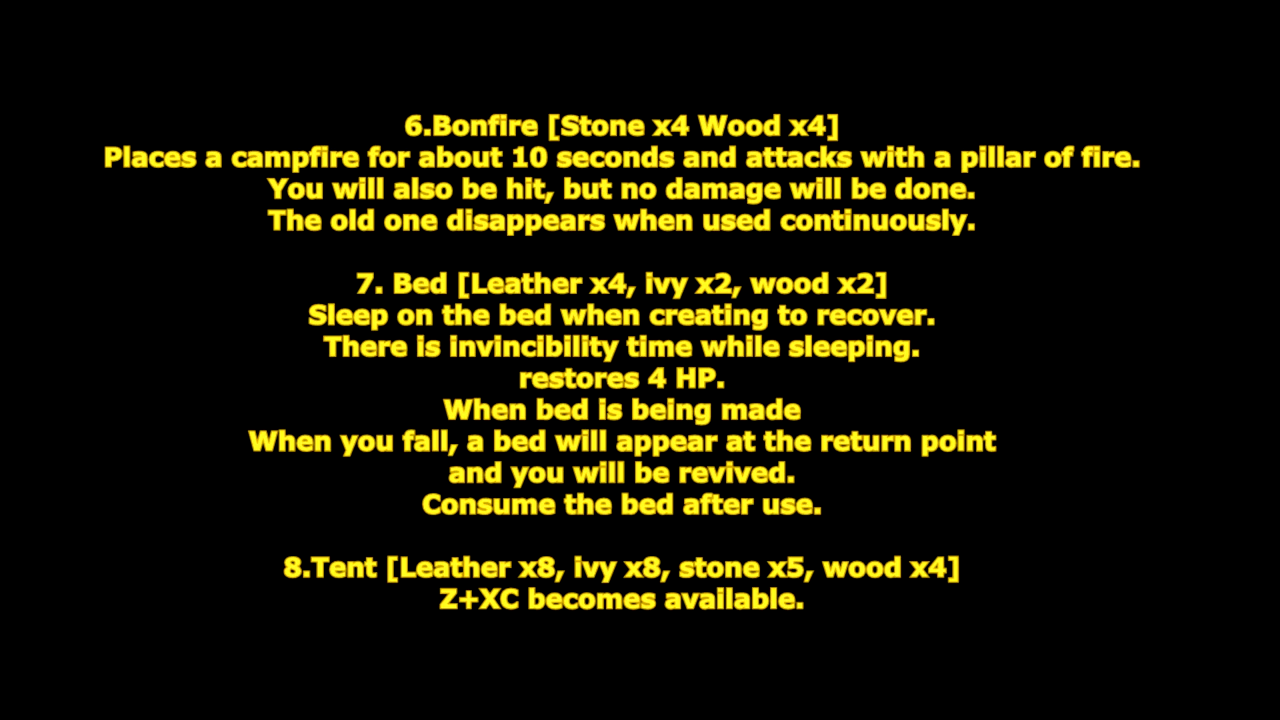 6.Bonfire [Stone x4 Wood x4]
Places a campfire for about 10 seconds and attacks with a pillar of fire.
You will also be hit, but no damage will be done.
The old one disappears when used continuously.
7. Bed [Leather x4, ivy x2, wood x2]
Sleep on the bed when creating to recover.
There is invincibility time while sleeping.
restores 4 HP.
When bed is being made
When you fall, a bed will appear at the return point
and you will be revived.
Consume the bed after use.
8.Tent [Leather x8, ivy x8, stone x5, wood x4]
Z+XC becomes available.